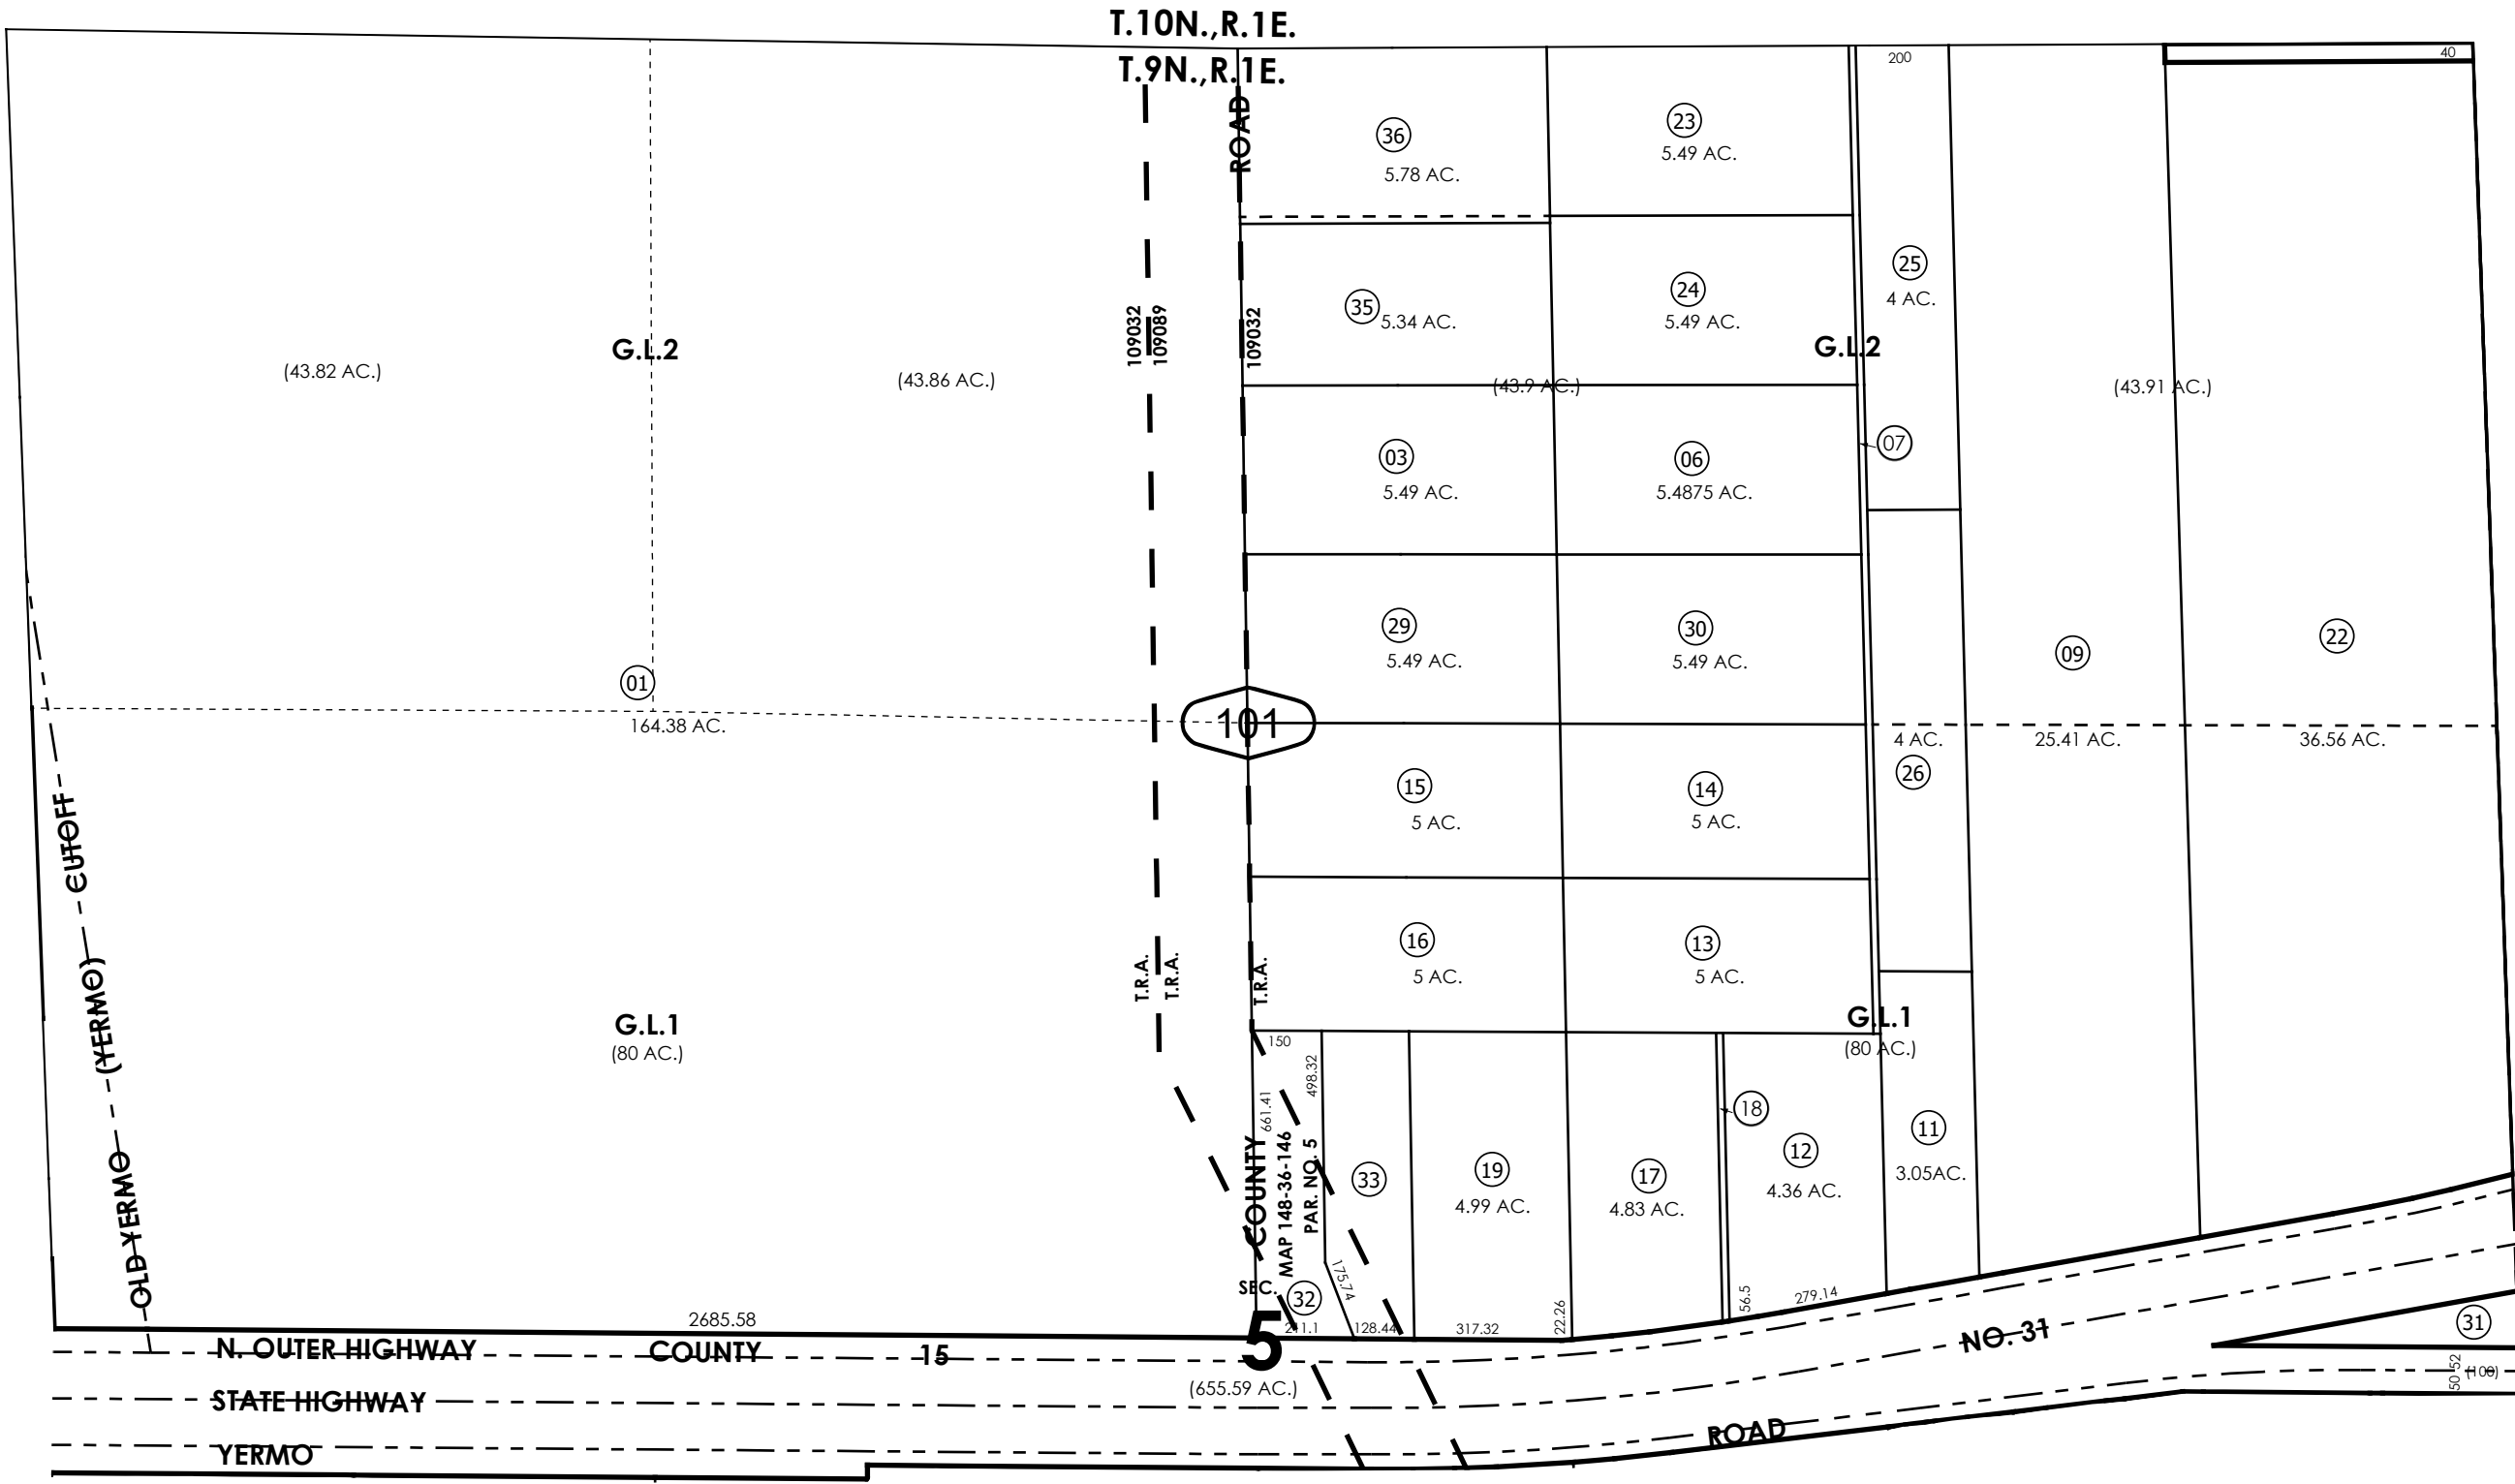 T.10N.,R.1E.
T.9N.,R.1E.
ROAD
200
40
36
5.78 AC.
23
5.49 AC.
25
4 AC.
35
5.34 AC.
24
5.49 AC.
109032
109089
109032
G.L.2
G.L.2
(43.82 AC.)
(43.86 AC.)
(43.9 AC.)
(43.91 AC.)
03
5.49 AC.
06
5.4875 AC.
07
29
5.49 AC.
30
5.49 AC.
09
22
01
164.38 AC.
101
4 AC.
26
25.41 AC.
36.56 AC.
15
5 AC.
14
5 AC.
OLD YERMO (YERMO) CUTOFF
16
5 AC.
13
5 AC.
T.R.A.
T.R.A.
T.R.A.
G.L.1
(80 AC.)
G.L.1
(80 AC.)
150
498.32
661.41
COUNTY
MAP 148-36-146
PAR. NO. 5
33
19
4.99 AC.
17
4.83 AC.
18
12
4.36 AC.
11
3.05AC.
SEC.
5
32
175.74
2685.58
211.1
128.44
317.32
22.26
56.5
279.14
N. OUTER HIGHWAY
COUNTY
15
NO. 31
31
(655.59 AC.)
50
52
(100)
STATE HIGHWAY
YERMO
ROAD